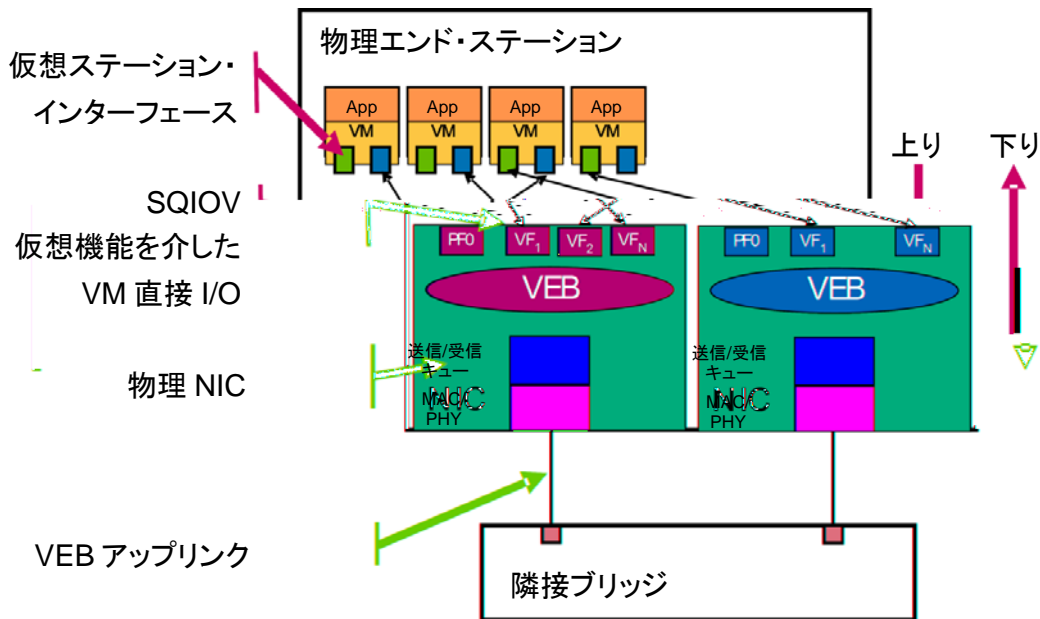 物理エンド・ステーション
仮想ステーション・
インターフェース
App
App
App
App
VM
VM
VM
VM
上り
下り
SQIOV
仮想機能を介した
VM 直接 I/O
PF0
VF1
VF2
VFN
PF0
VF1
VFN
VEB
VEB
送信/受信
キュー
送信/受信
キュー
物理 NIC
NIC
MAC/
PHY
NIC
MAC/
PHY
VEB アップリンク
隣接ブリッジ